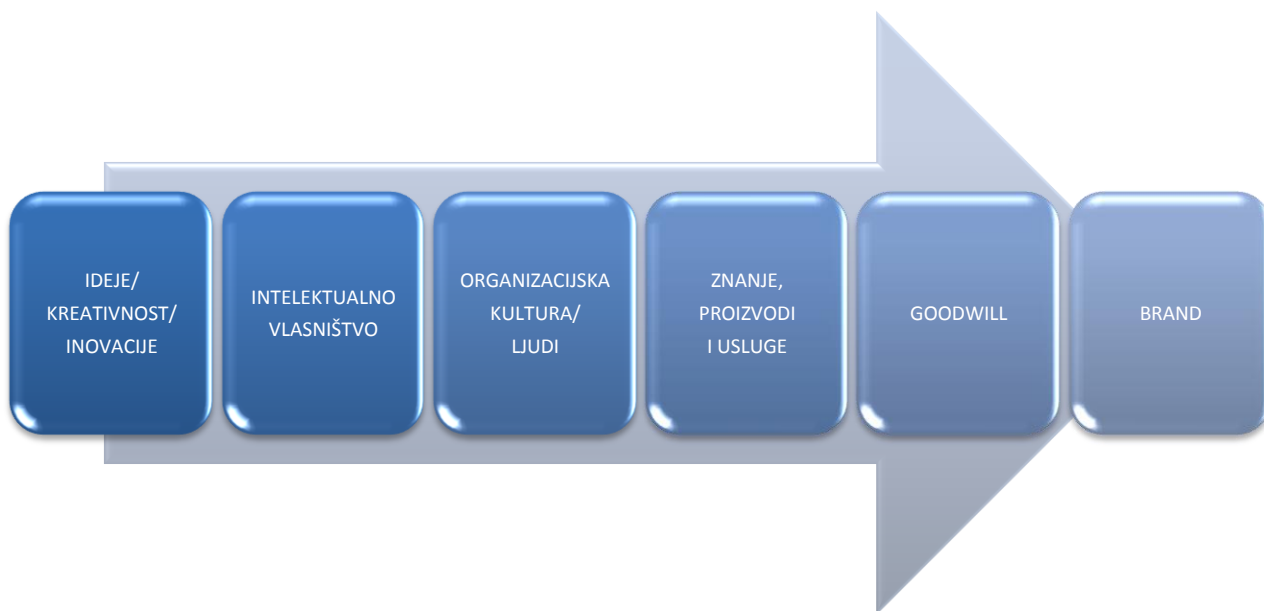 IDEJE/
KREATIVNOST/
INOVACIJE
INTELEKTUALNO
VLASNIŠTVO
ORGANIZACIJSKA
KULTURA/
LJUDI
ZNANJE,
PROIZVODI
I USLUGE
GOODWILL
BRAND